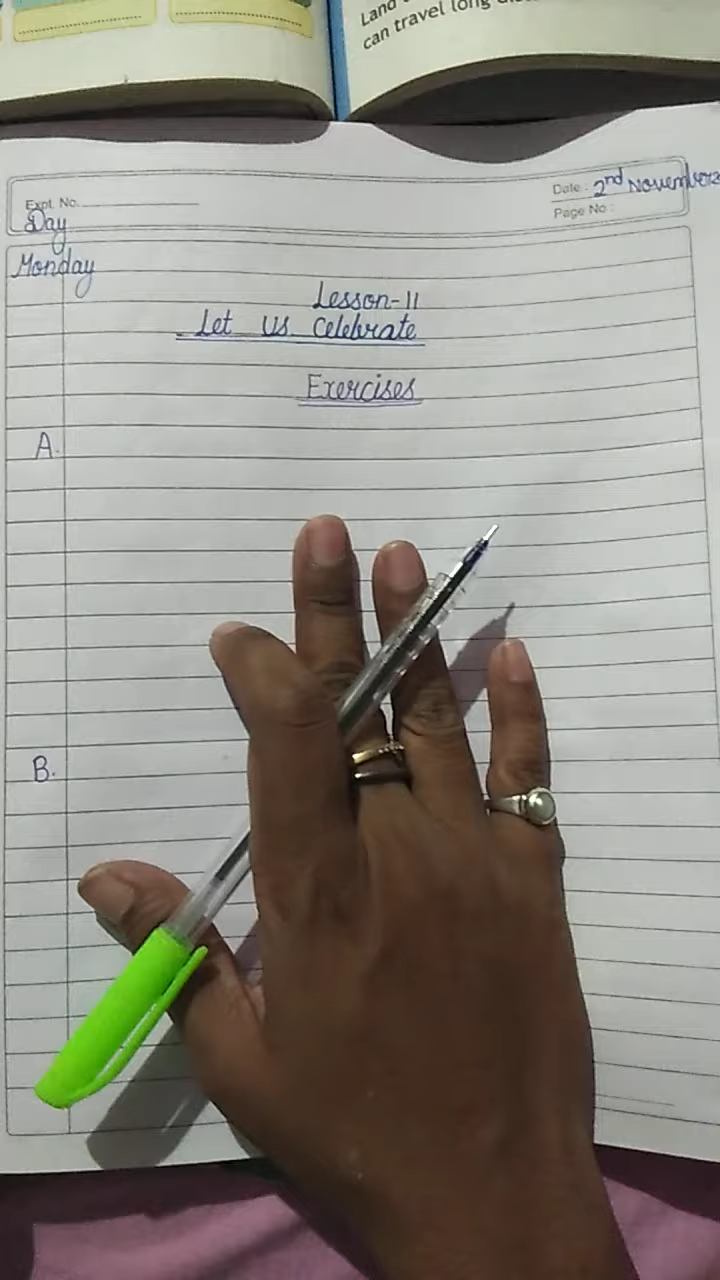 Land
can travel long
Expt. No.
Date : 2nd November
Page No :
Day
Monday
Lesson-11
Let us celebrate
Exercises
A.
B.